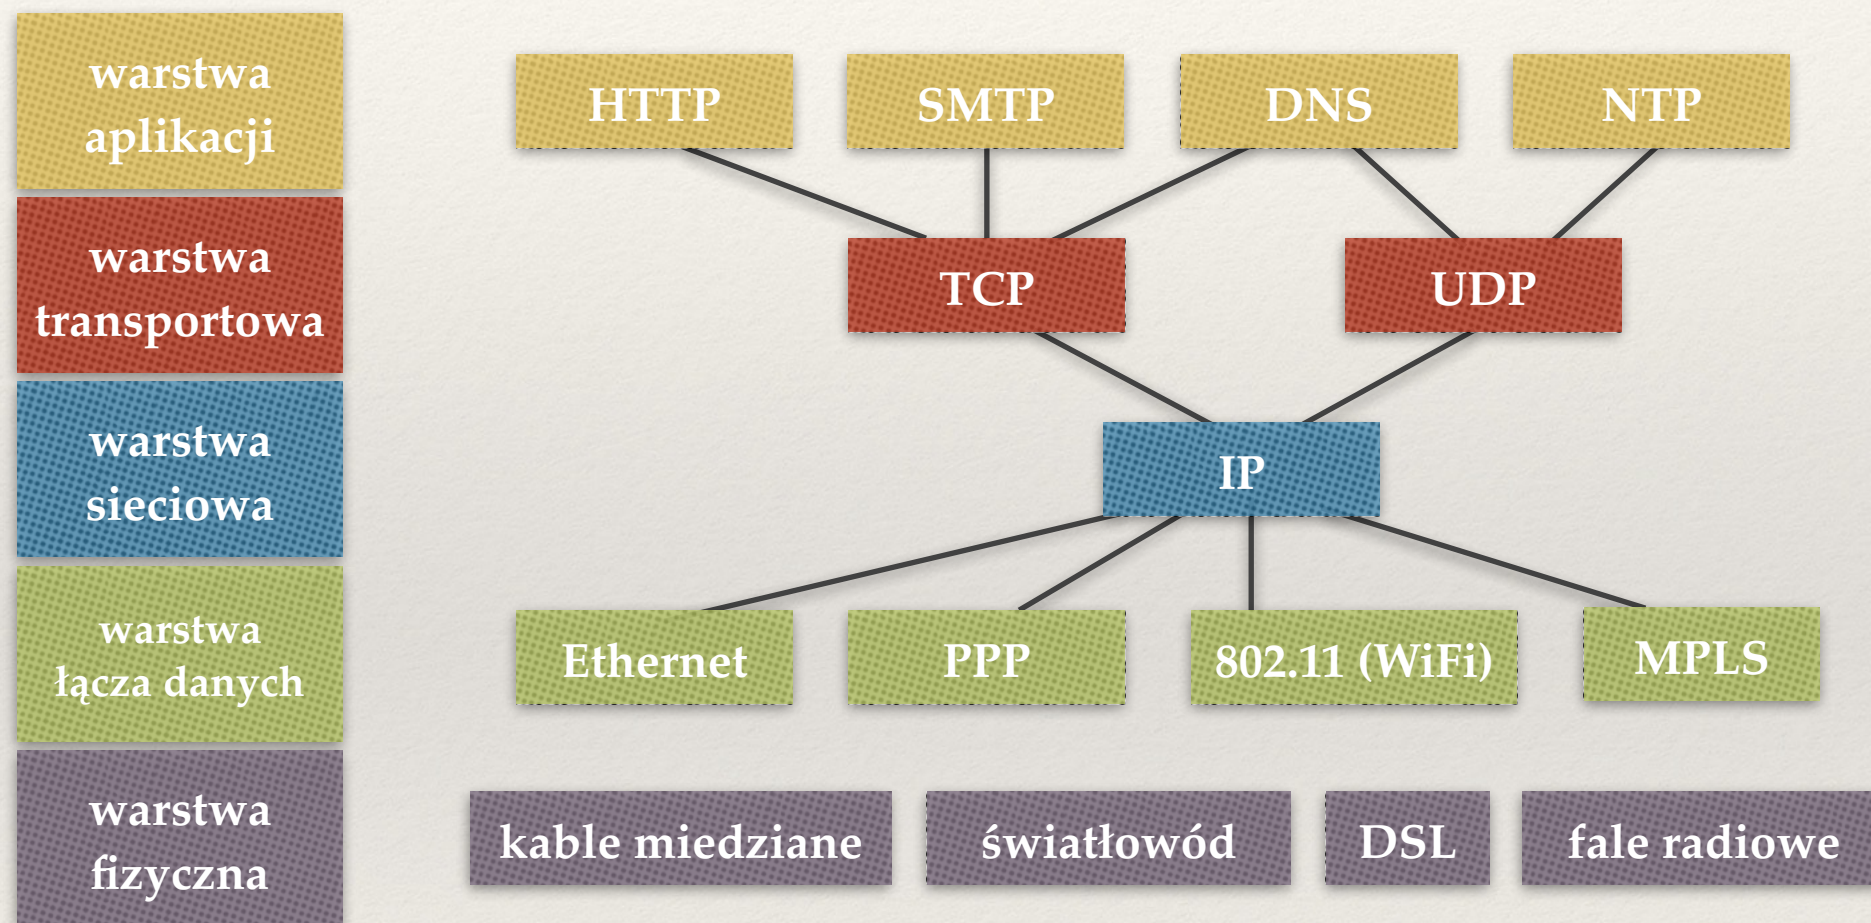 warstwa
aplikacji
HTTP
SMTP
DNS
NTP
warstwa
transportowa
TCP
UDP
warstwa
sieciowa
IP
warstwa
łącza danych
Ethernet
PPP
802.11 (WiFi)
MPLS
warstwa
fizyczna
kable miedziane
światłowód
DSL
fale radiowe